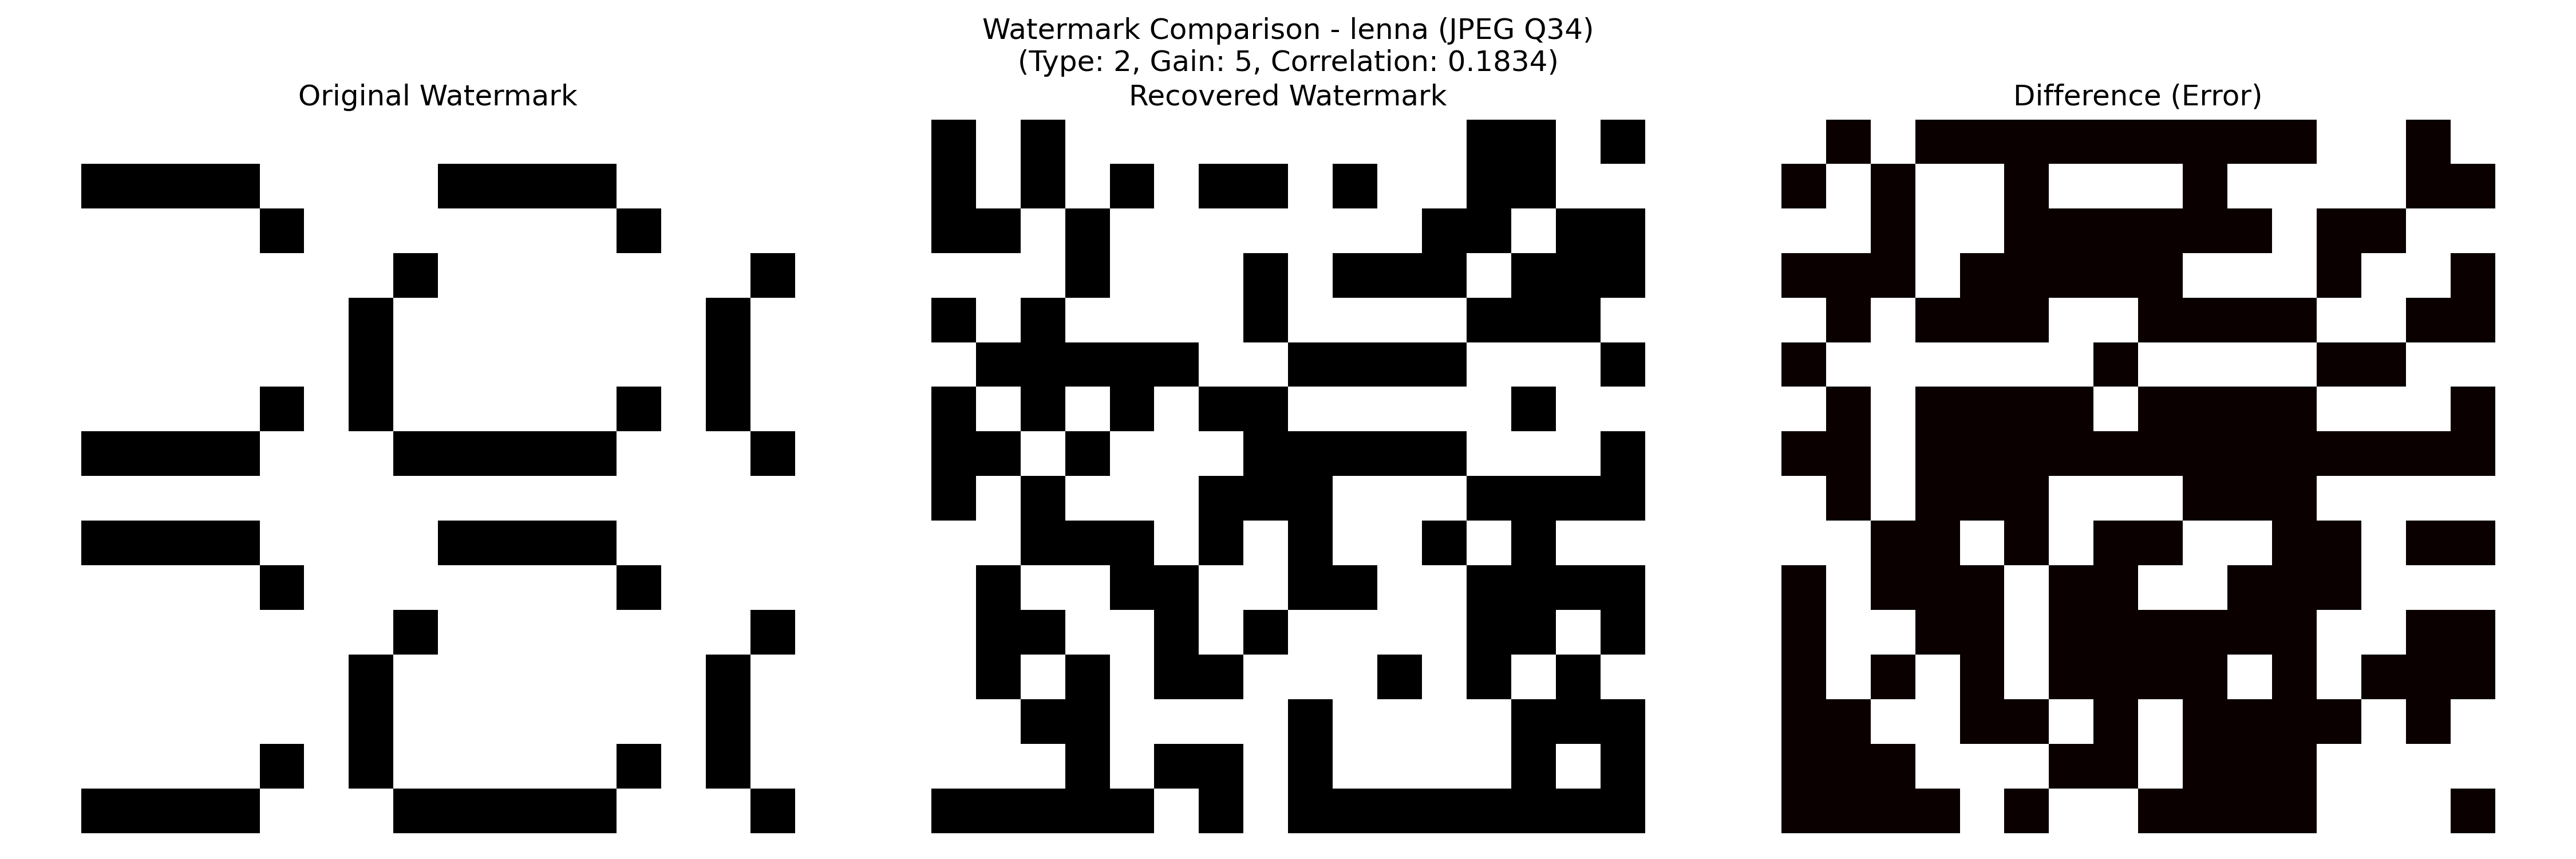 Watermark Comparison - lenna (JPEG Q34)
(Type: 2, Gain: 5, Correlation: 0.1834)
Original Watermark
Recovered Watermark
Difference (Error)